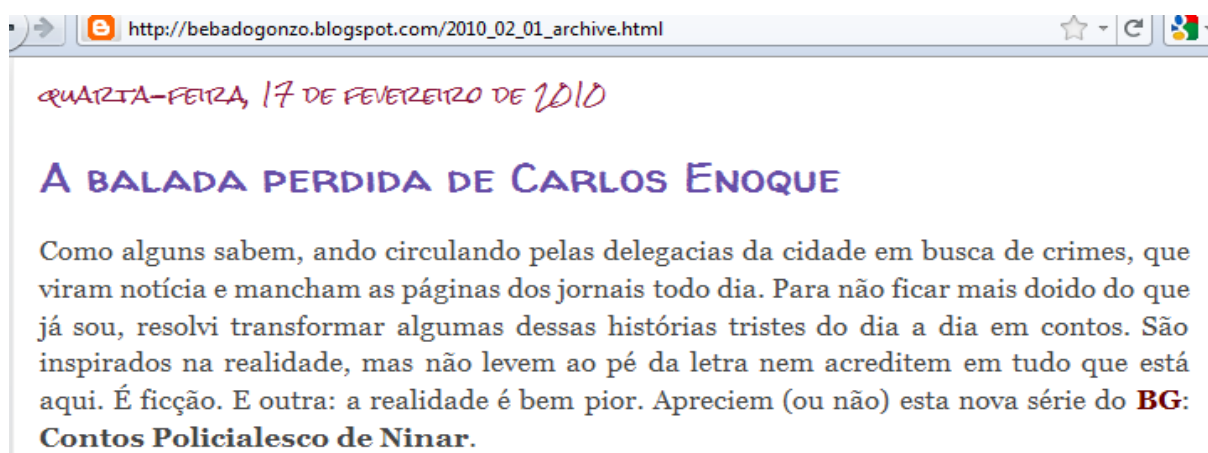 http://bebadogonzo.blogspot.com/2010_02_01_archive.html
QUARTA-FEIRA, 17 DE FEVEREIRO DE 2010
A BALADA PERDIDA DE CARLOS ENOQUE
Como alguns sabem, ando circulando pelas delegacias da cidade em busca de crimes, que
viram notícia e mancham as páginas dos jornais todo dia. Para não ficar mais doido do que
já sou, resolvi transformar algumas dessas histórias tristes do dia a dia em contos. São
inspirados na realidade, mas não levem ao pé da letra nem acreditem em tudo que está
aqui. É ficção. E outra: a realidade é bem pior. Apreciem (ou não) esta nova série do BG:
Contos Policialesco de Ninar.